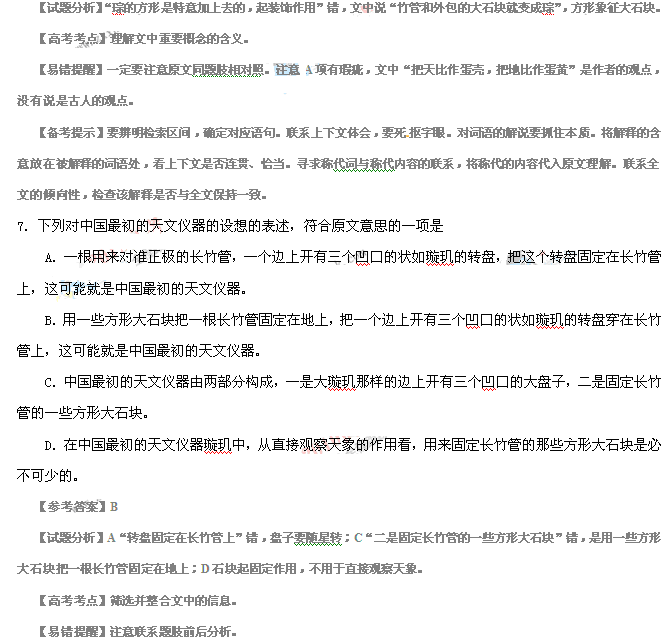 【试题分析】“琮的方形是特意加上去的，起装饰作用”错，文中说“竹管和外包的大石块就变成琮”，方形象征大石块。
【高考考点】理解文中重要概念的含义。
【易错提醒】一定要注意原文同题肢相对照。注意 A 项有瑕疵，文中“把天比作蛋壳，把地比作蛋黄”是作者的观点，
没有说是古人的观点。
【备考提示】要辨明检索区间，确定对应语句。联系上下文体会，要死.抠字眼。对词语的解说要抓住本质。将解释的含
意放在被解释的词语处，看上下文是否连贯、恰当。寻求称代词与称代内容的联系，将称代的内容代入原文理解。联系全
文的倾向性，检查该解释是否与全文保持一致。
7. 下列对中国最初的天文仪器的设想的表述，符合原文意思的一项是
A. 一根用来对准正极的长竹管，一个边上开有三个凹口的状如璇玑的转盘，把这个转盘固定在长竹管
上，这可能就是中国最初的天文仪器。
B. 用一些方形大石块把一根长竹管固定在地上，把一个边上开有三个凹口的状如璇玑的转盘穿在长竹
管上，这可能就是中国最初的天文仪器。
C. 中国最初的天文仪器由两部分构成，一是大璇玑那样的边上开有三个凹口的大盘子，二是固定长竹
管的一些方形大石块。
D. 在中国最初的天文仪器璇玑中，从直接观察天象的作用看，用来固定长竹管的那些方形大石块是必
不可少的。
【参考答案】B
【试题分析】A“转盘固定在长竹管上”错，盘子要随星转；C“二是固定长竹管的一些方形大石块”错，是用一些方形
大石块把一根长竹管固定在地上；D 石块起固定作用，不用于直接观察天象。
【高考考点】筛选并整合文中的信息。
【易错提醒】注意联系题肢前后分析。